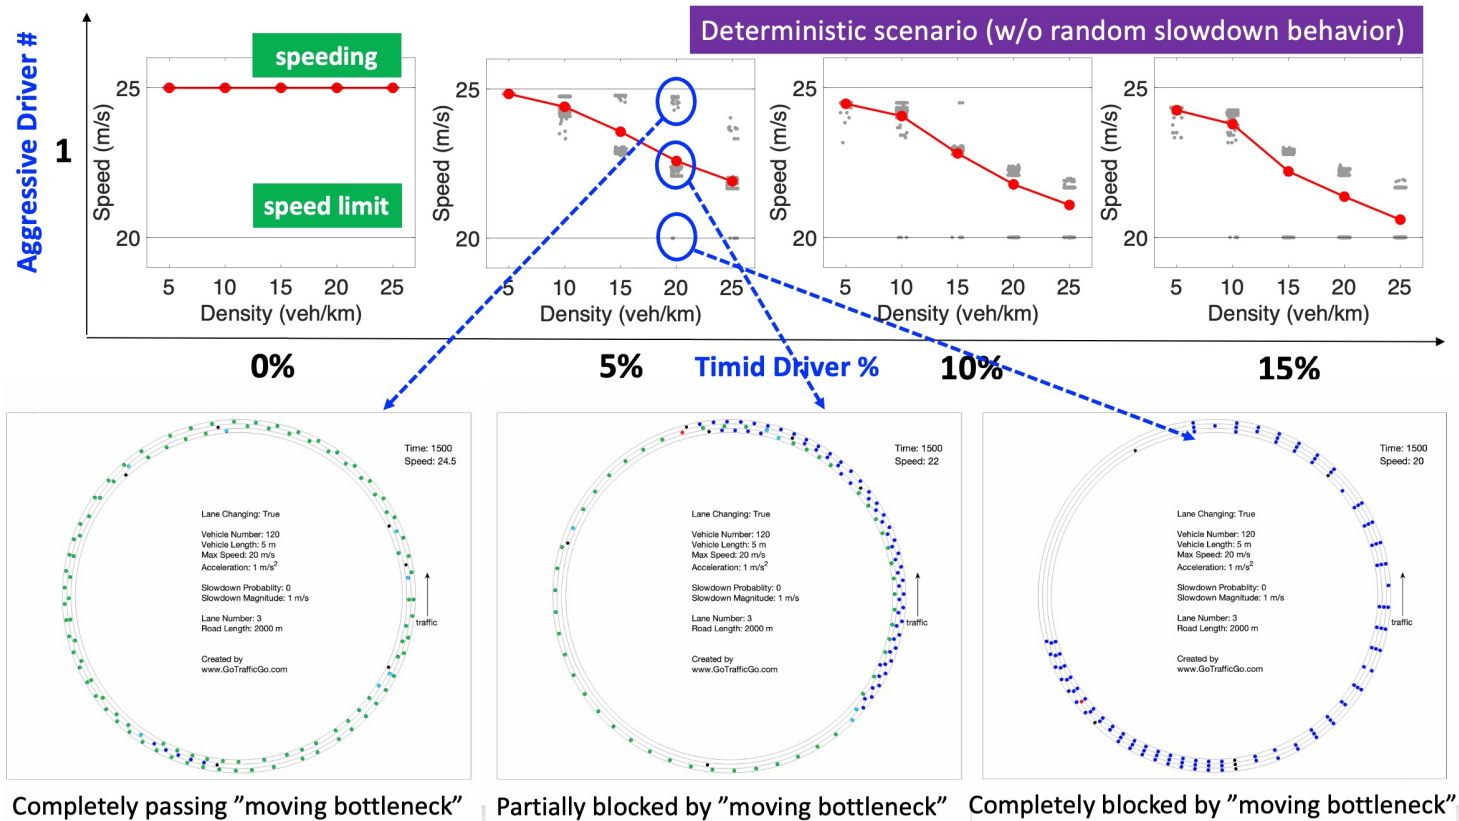 Deterministic scenario (w/o random slowdown behavior)
Aggressive Driver #
1
speeding
speed limit
25
20
Speed (m/s)
5 10 15 20 25
Density (veh/km)
25
20
Speed (m/s)
5 10 15 20 25
Density (veh/km)
25
20
Speed (m/s)
5 10 15 20 25
Density (veh/km)
25
20
Speed (m/s)
5 10 15 20 25
Density (veh/km)
0% 5% Timid Driver % 10% 15%
Time: 1500
Speed: 24.5
Lane Changing: True
Vehicle Number: 120
Vehicle Length: 5 m
Max Speed: 20 m/s
Acceleration: 1 m/s²
Slowdown Probablity: 0
Slowdown Magnitude: 1 m/s
Lane Number: 3
Road Length: 2000 m
Created by
www.GoTrafficGo.com
traffic
Completely passing ”moving bottleneck”
Time: 1500
Speed: 22
Lane Changing: True
Vehicle Number: 120
Vehicle Length: 5 m
Max Speed: 20 m/s
Acceleration: 1 m/s²
Slowdown Probablity: 0
Slowdown Magnitude: 1 m/s
Lane Number: 3
Road Length: 2000 m
Created by
www.GoTrafficGo.com
traffic
Partially blocked by ”moving bottleneck”
Time: 1500
Speed: 20
Lane Changing: True
Vehicle Number: 120
Vehicle Length: 5 m
Max Speed: 20 m/s
Acceleration: 1 m/s²
Slowdown Probablity: 0
Slowdown Magnitude: 1 m/s
Lane Number: 3
Road Length: 2000 m
Created by
www.GoTrafficGo.com
traffic
Completely blocked by ”moving bottleneck”